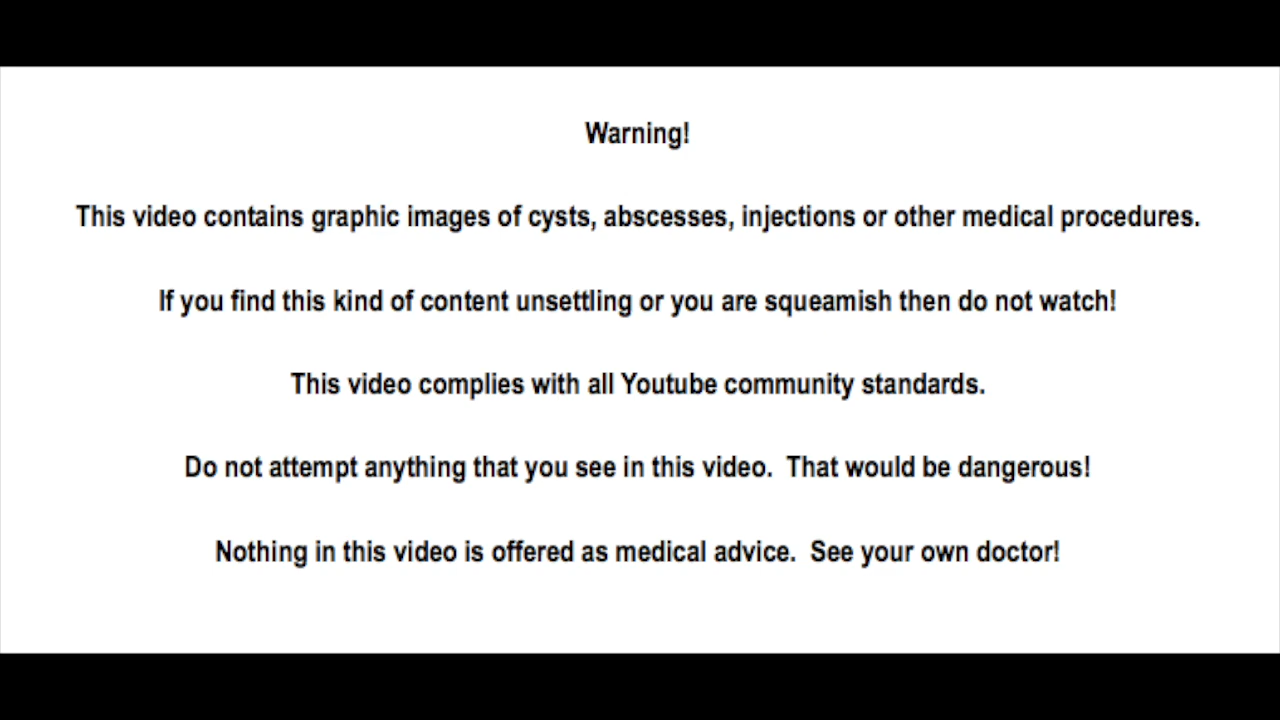 Warning!
This video contains graphic images of cysts, abscesses, injections or other medical procedures.
If you find this kind of content unsettling or you are squeamish then do not watch!
This video complies with all Youtube community standards.
Do not attempt anything that you see in this video.  That would be dangerous!
Nothing in this video is offered as medical advice.  See your own doctor!